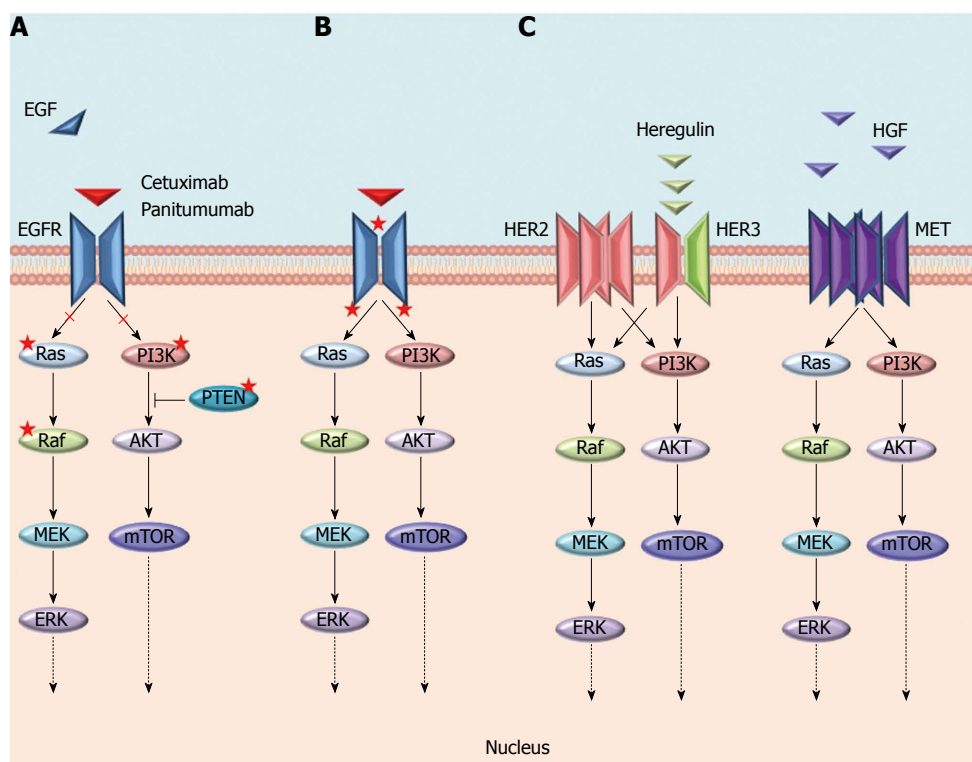 A
B
C
EGF
Heregulin
HGF
Cetuximab
Panitumumab
EGFR
HER2
HER3
MET
Ras
PI3K
PTEN
Raf
AKT
MEK
mTOR
ERK
Ras
PI3K
Raf
AKT
MEK
mTOR
ERK
Ras
PI3K
Raf
AKT
MEK
mTOR
ERK
Ras
PI3K
Raf
AKT
MEK
mTOR
ERK
Nucleus